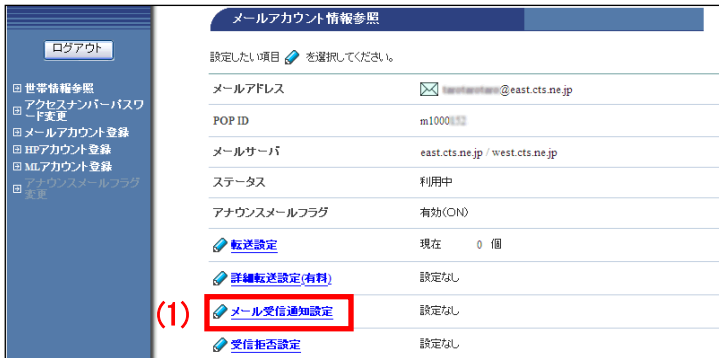 メールアカウント情報参照
ログアウト
世帯情報参照
アクセスナンバーパスワ
ード変更
メールアカウント登録
HPアカウント登録
MLアカウント登録
アナウンスメールフラグ
変更
設定したい項目 を選択してください。
メールアドレス @east.cts.ne.jp
POP ID m1000
メールサーバ east.cts.ne.jp / west.cts.ne.jp
ステータス 利用中
アナウンスメールフラグ 有効(ON)
転送設定 現在 0 個
詳細転送設定(有料) 設定なし
(1) メール受信通知設定 設定なし
受信拒否設定 設定なし